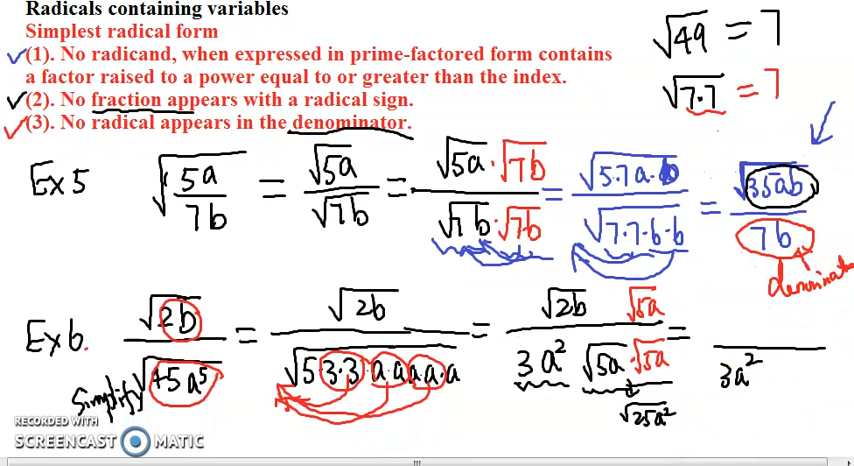 Radicals containing variables
Simplest radical form
(1). No radicand, when expressed in prime-factored form contains
a factor raised to a power equal to or greater than the index.
(2). No fraction appears with a radical sign.
(3). No radical appears in the denominator.
√49 = 7
√7·7 = 7
Ex 5 √(5a/7b) = √5a/√7b = √5a·√7b/√7b·√7b = √5·7a·b/√7·7·b·b = √35ab/7b
denominat
Ex 6. √2b/√45a⁵ = √2b/√5 3·3·a·a a·a·a = √2b √5a/3a² √5a·√5a = /3a²
Simplify
√25a²
RECORDED WITH
SCREENCAST MATIC